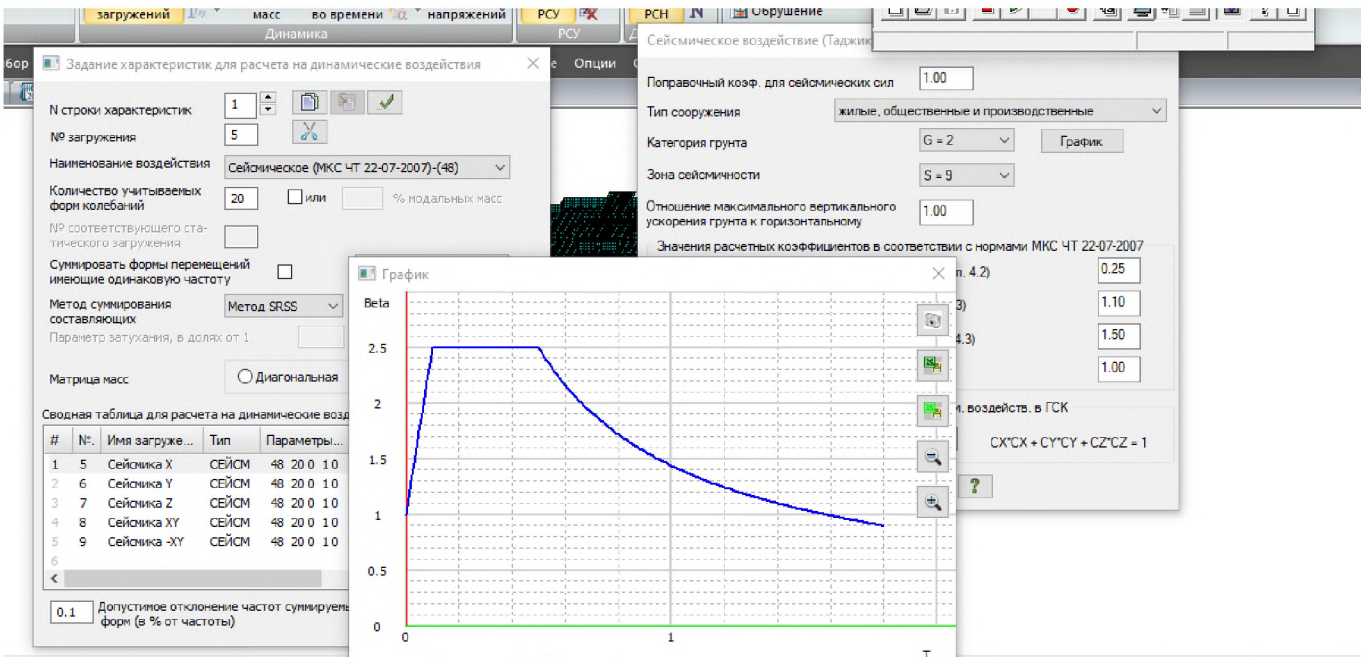 загружений
масс
во времени
напряжений
РСУ
РСН
N
Обрушение
Динамика
РСУ
Опции
Задание характеристик для расчета на динамические воздействия
N строки характеристик 1
№ загружения 5
Наименование воздействия Сейсмическое (МКС ЧТ 22-07-2007)-(48)
Количество учитываемых
форм колебаний 20 или % модальных масс
№ соответствующего ста-
тического загружения
Суммировать формы перемещений
имеющие одинаковую частоту
Метод суммирования
составляющих Метод SRSS
Параметр затухания, в долях от 1
Матрица масс Диагональная
Сводная таблица для расчета на динамические возд
# №. Имя загруже... Тип Параметры...
1 5 Сейсмика X СЕЙСМ 48 20 0 1 0
2 6 Сейсмика Y СЕЙСМ 48 20 0 1 0
3 7 Сейсмика Z СЕЙСМ 48 20 0 1 0
4 8 Сейсмика XY СЕЙСМ 48 20 0 1 0
5 9 Сейсмика -XY СЕЙСМ 48 20 0 1 0
6
0.1 Допустимое отклонение частот суммируемы
форм (в % от частоты)
График
Beta
2.5
2
1.5
1
0.5
0
0 1
T
Сейсмическое воздействие (Таджик
Поправочный коэф. для сейсмических сил 1.00
Тип сооружения жилые, общественные и производственные
Категория грунта G = 2 График
Зона сейсмичности S = 9
Отношение максимального вертикального
ускорения грунта к горизонтальному 1.00
Значения расчетных коэффициентов в соответствии с нормами МКС ЧТ 22-07-2007
п. 4.2) 0.25
3) 1.10
4.3) 1.50
1.00
и. воздейств. в ГСК
CX*CX + CY*CY + CZ*CZ = 1
?